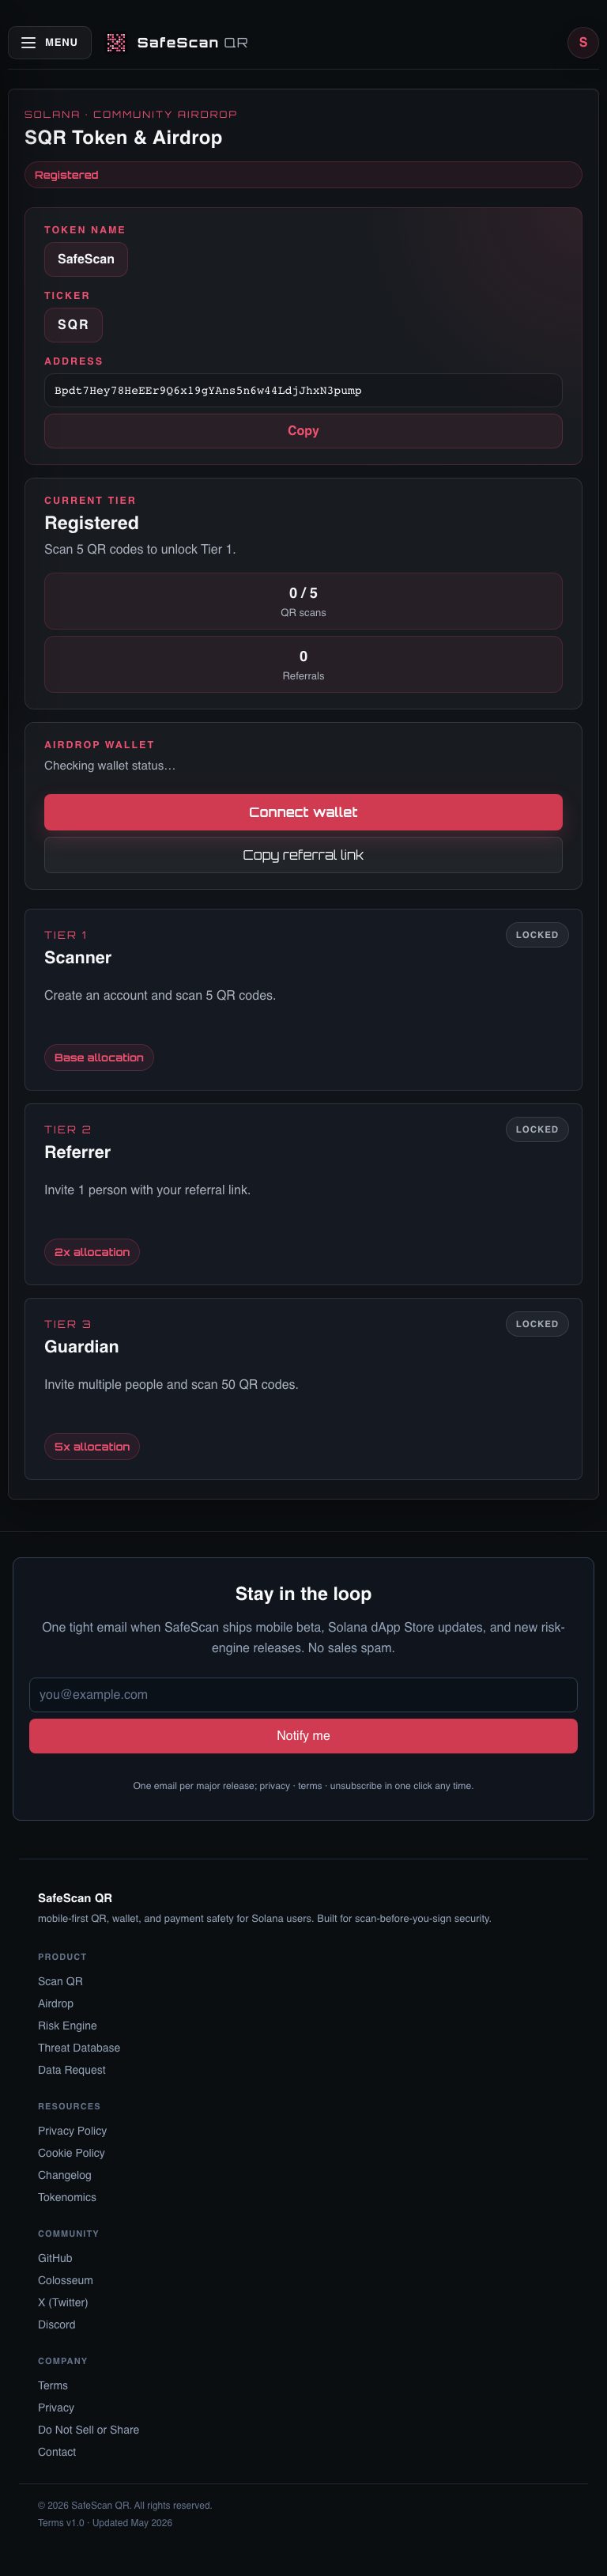 MENU
SafeScan QR
S
SOLANA · COMMUNITY AIRDROP
SQR Token & Airdrop
Registered
TOKEN NAME
SafeScan
TICKER
SQR
ADDRESS
Bpdt7Hey78HeEEr9Q6x19gYAns5n6w44LdjJhxN3pump
Copy
CURRENT TIER
Registered
Scan 5 QR codes to unlock Tier 1.
0 / 5
QR scans
0
Referrals
AIRDROP WALLET
Checking wallet status…
Connect wallet
Copy referral link
TIER 1
LOCKED
Scanner
Create an account and scan 5 QR codes.
Base allocation
TIER 2
LOCKED
Referrer
Invite 1 person with your referral link.
2x allocation
TIER 3
LOCKED
Guardian
Invite multiple people and scan 50 QR codes.
5x allocation
Stay in the loop
One tight email when SafeScan ships mobile beta, Solana dApp Store updates, and new risk-
engine releases. No sales spam.
you@example.com
Notify me
One email per major release; privacy · terms · unsubscribe in one click any time.
SafeScan QR
mobile-first QR, wallet, and payment safety for Solana users. Built for scan-before-you-sign security.
PRODUCT
Scan QR
Airdrop
Risk Engine
Threat Database
Data Request
RESOURCES
Privacy Policy
Cookie Policy
Changelog
Tokenomics
COMMUNITY
GitHub
Colosseum
X (Twitter)
Discord
COMPANY
Terms
Privacy
Do Not Sell or Share
Contact
© 2026 SafeScan QR. All rights reserved.
Terms v1.0 · Updated May 2026